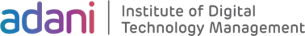 adani
Institute of Digital
Technology Management